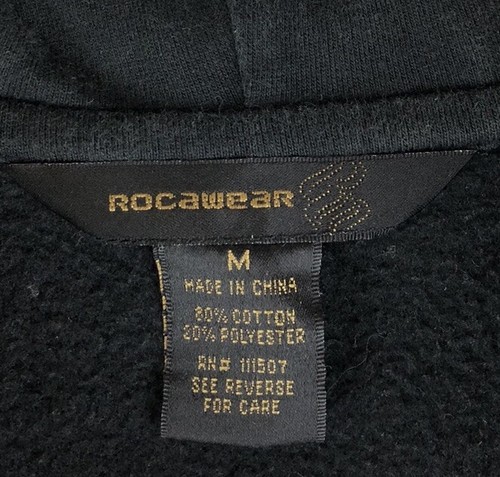 ROCAWEAR
M
MADE IN CHINA
80% COTTON
20% POLYESTER
RN# 111507
SEE REVERSE
FOR CARE